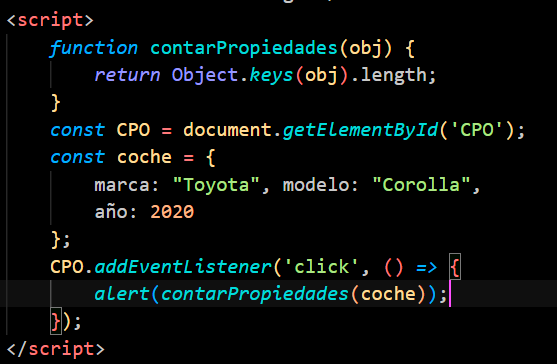 <script>
function contarPropiedades(obj) {
return Object.keys(obj).length;
}
const CPO = document.getElementById('CPO');
const coche = {
marca: "Toyota", modelo: "Corolla",
año: 2020
};
CPO.addEventListener('click', () => {
alert(contarPropiedades(coche));
});
</script>